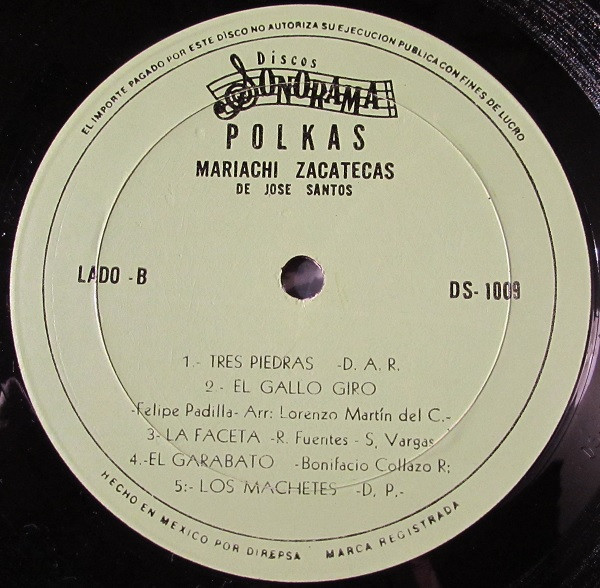 EL IMPORTE PAGADO POR ESTE DISCO NO AUTORIZA SU EJECUCION PUBLICA CON FINES DE LUCRO
Discos
SONORAMA
POLKAS
MARIACHI ZACATECAS
DE JOSE SANTOS
LADO - B
DS- 1009
1.- TRES PIEDRAS -D. A. R.
2.- EL GALLO GIRO
-Felipe Padilla- Arr: Lorenzo Martín del C.-
3- LA FACETA -R. Fuentes - S. Vargas
4.-EL GARABATO -Bonifacio Collazo R;
5:- LOS MACHETES -D. P.-
HECHO EN MEXICO POR DIREPSA MARCA REGISTRADA